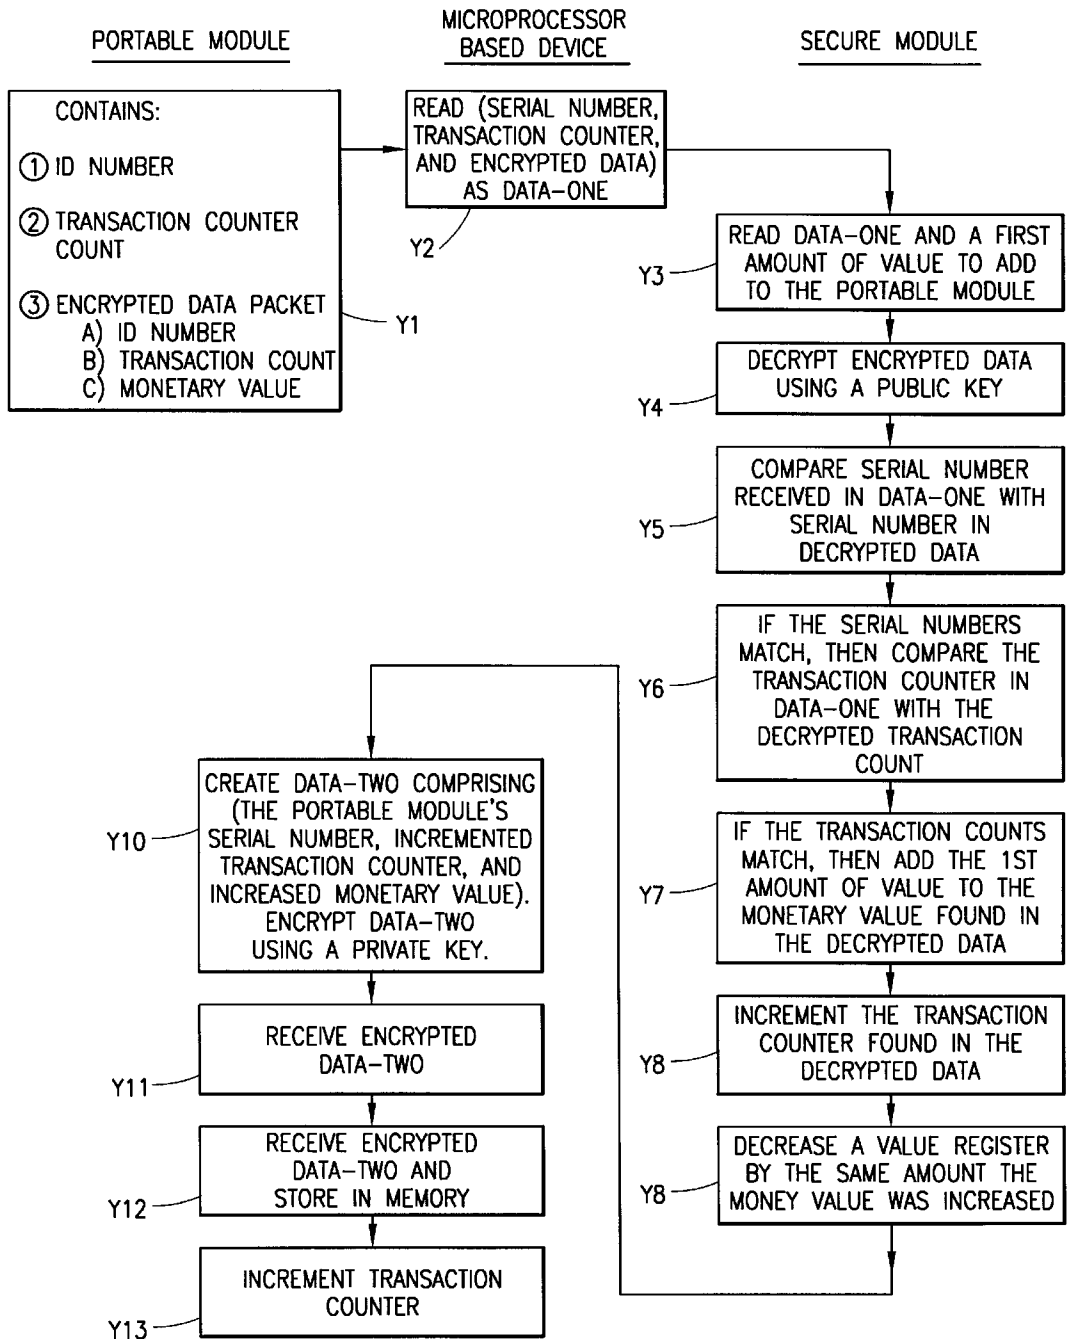 PORTABLE MODULE
MICROPROCESSOR
BASED DEVICE
SECURE MODULE
CONTAINS:
① ID NUMBER
② TRANSACTION COUNTER
COUNT
③ ENCRYPTED DATA PACKET
A) ID NUMBER
B) TRANSACTION COUNT
C) MONETARY VALUE
Y1
READ (SERIAL NUMBER,
TRANSACTION COUNTER,
AND ENCRYPTED DATA)
AS DATA-ONE
Y2
READ DATA-ONE AND A FIRST
AMOUNT OF VALUE TO ADD
TO THE PORTABLE MODULE
Y3
DECRYPT ENCRYPTED DATA
USING A PUBLIC KEY
Y4
COMPARE SERIAL NUMBER
RECEIVED IN DATA-ONE WITH
SERIAL NUMBER IN
DECRYPTED DATA
Y5
IF THE SERIAL NUMBERS
MATCH, THEN COMPARE THE
TRANSACTION COUNTER IN
DATA-ONE WITH THE
DECRYPTED TRANSACTION
COUNT
Y6
IF THE TRANSACTION COUNTS
MATCH, THEN ADD THE 1ST
AMOUNT OF VALUE TO THE
MONETARY VALUE FOUND IN
THE DECRYPTED DATA
Y7
INCREMENT THE TRANSACTION
COUNTER FOUND IN THE
DECRYPTED DATA
Y8
DECREASE A VALUE REGISTER
BY THE SAME AMOUNT THE
MONEY VALUE WAS INCREASED
Y8
CREATE DATA-TWO COMPRISING
(THE PORTABLE MODULE'S
SERIAL NUMBER, INCREMENTED
TRANSACTION COUNTER, AND
INCREASED MONETARY VALUE).
ENCRYPT DATA-TWO
USING A PRIVATE KEY.
Y10
RECEIVE ENCRYPTED
DATA-TWO
Y11
RECEIVE ENCRYPTED
DATA-TWO AND
STORE IN MEMORY
Y12
INCREMENT TRANSACTION
COUNTER
Y13